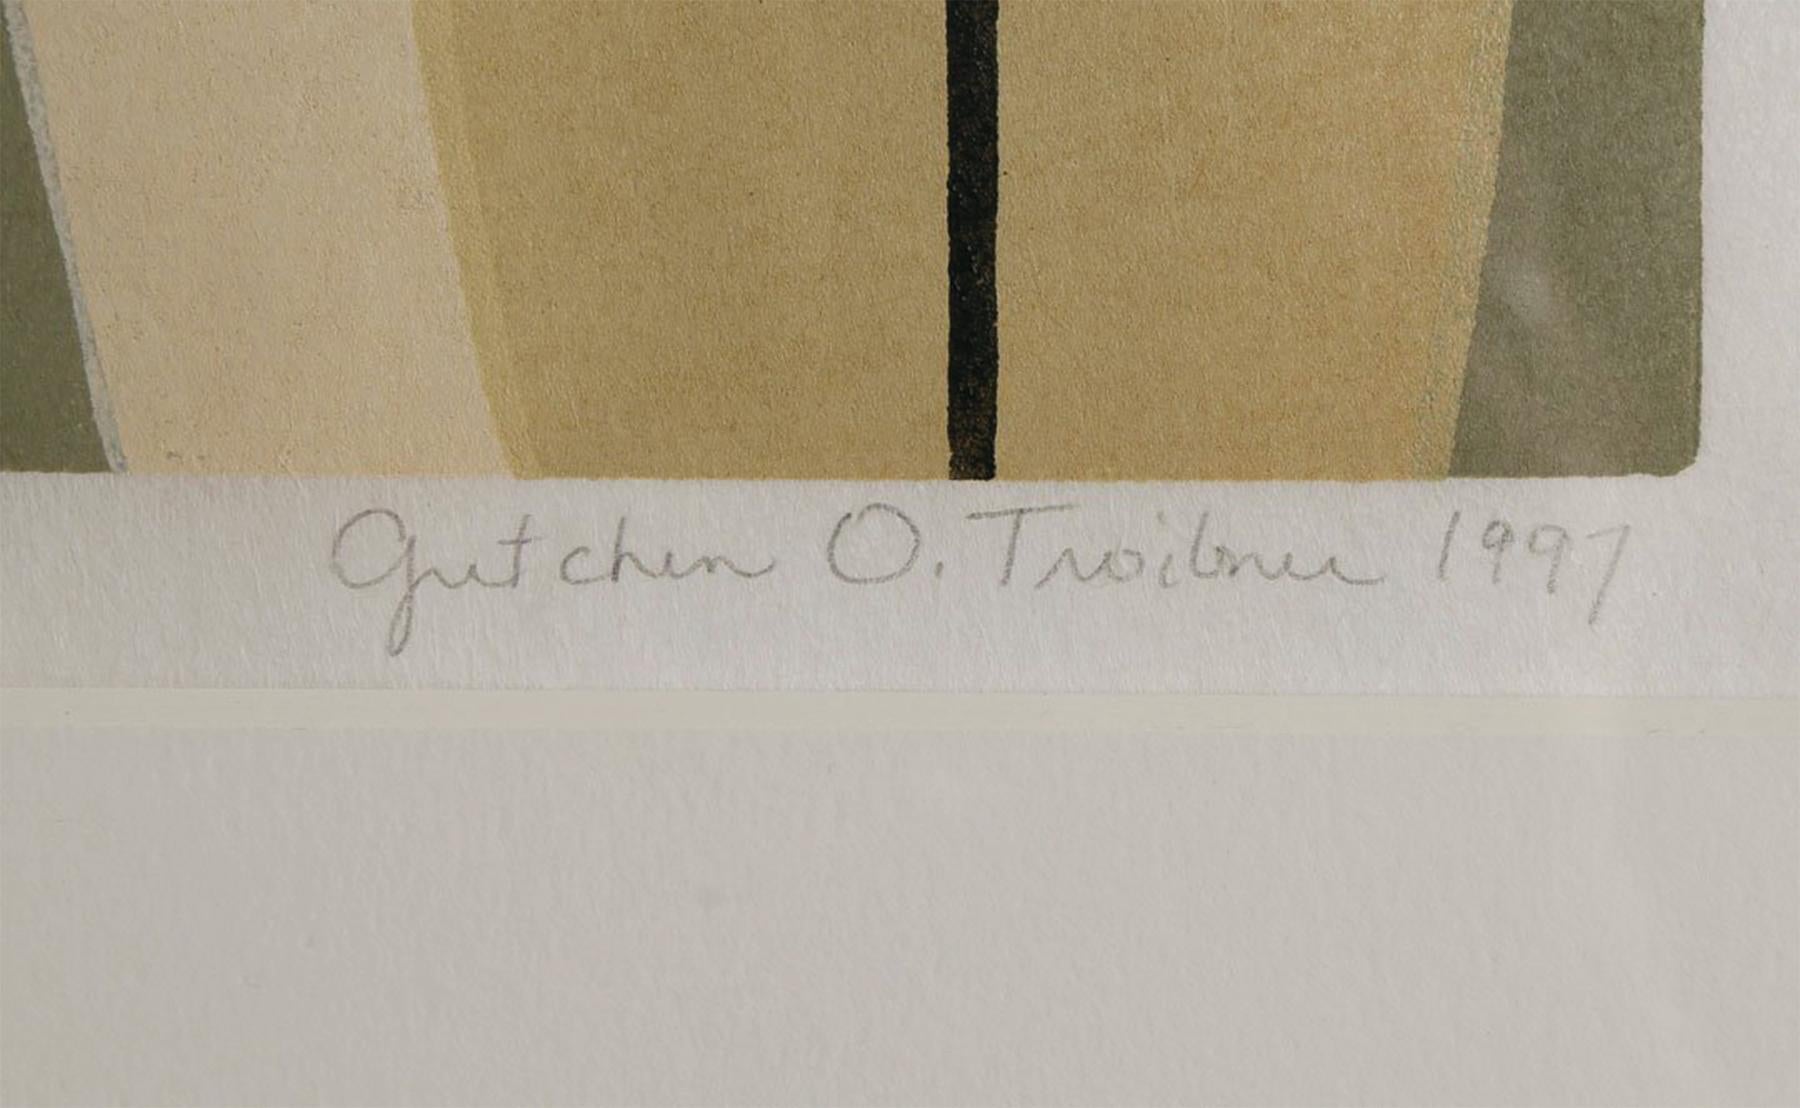 Gretchen O. Troibner 1997